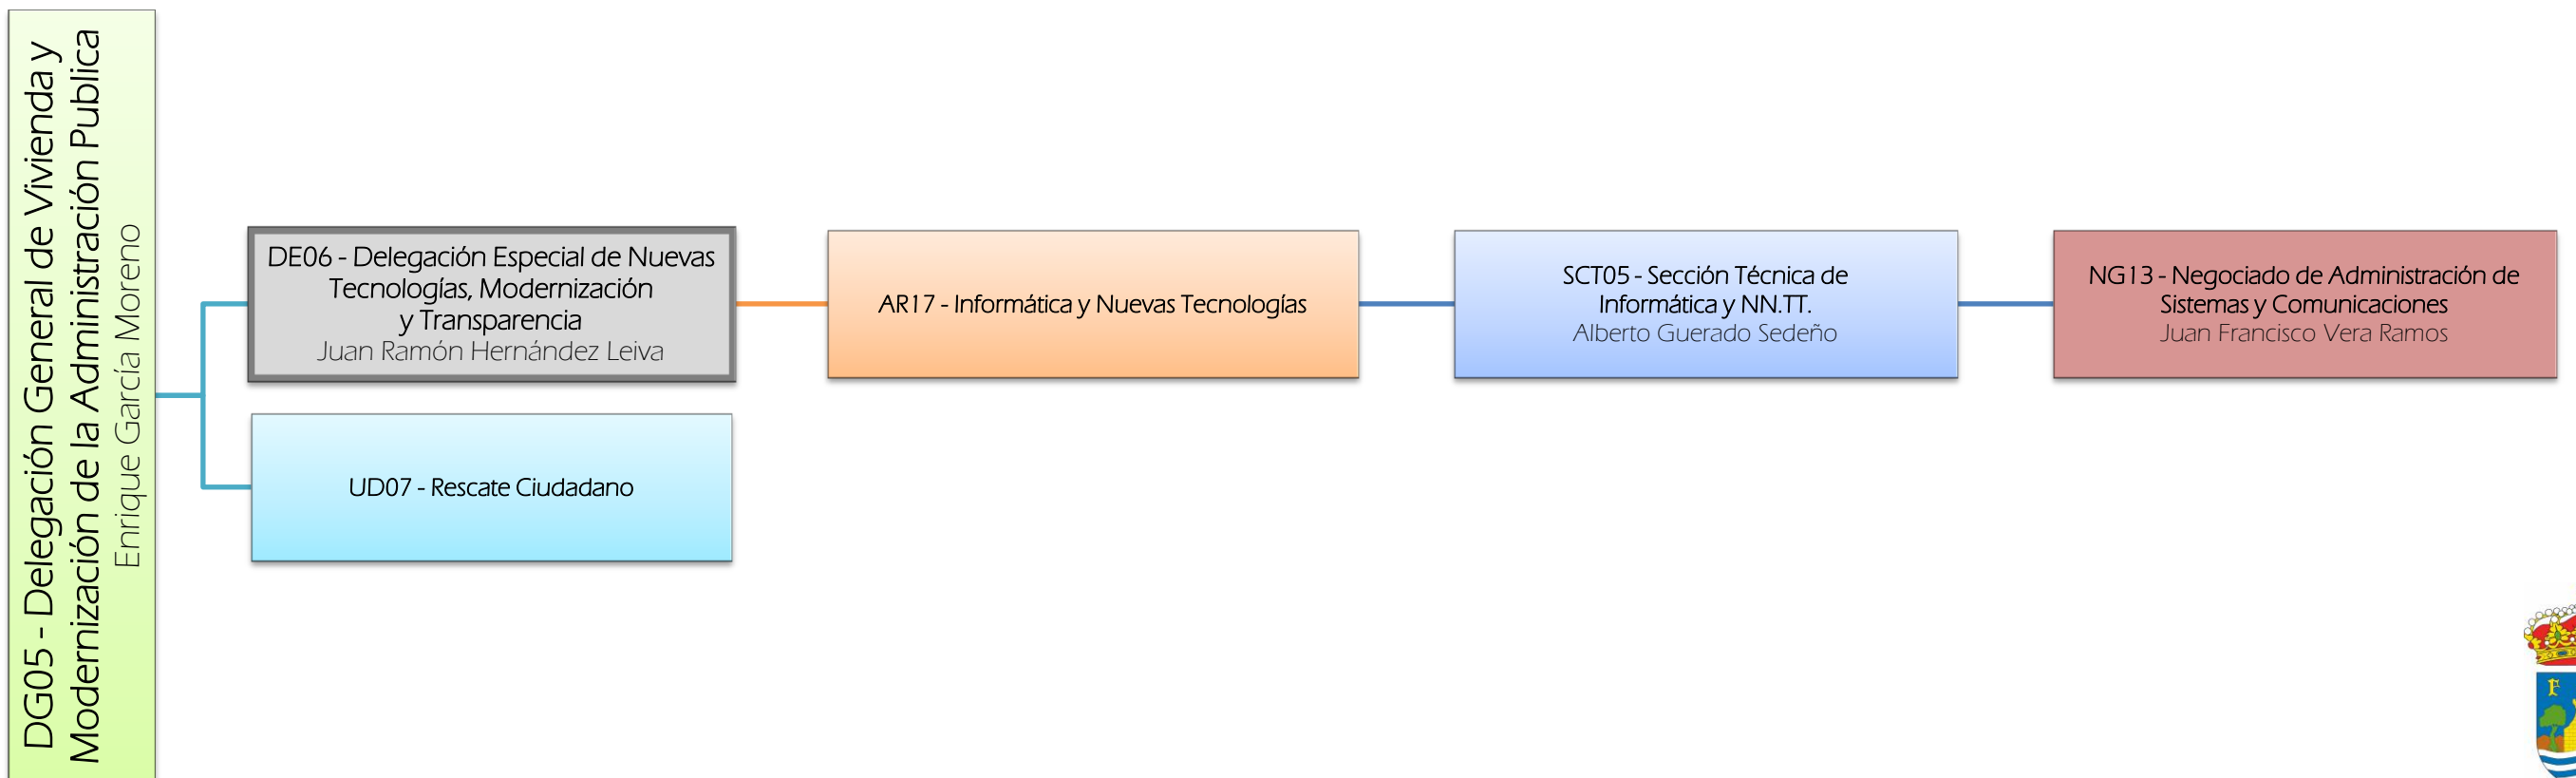 DG05 - Delegación General de Vivienda y
Modernización de la Administración Publica
Enrique García Moreno
DE06 - Delegación Especial de Nuevas
Tecnologías, Modernización
y Transparencia
Juan Ramón Hernández Leiva
AR17 - Informática y Nuevas Tecnologías
SCT05 - Sección Técnica de
Informática y NN.TT.
Alberto Guerado Sedeño
NG13 - Negociado de Administración de
Sistemas y Comunicaciones
Juan Francisco Vera Ramos
UD07 - Rescate Ciudadano
F